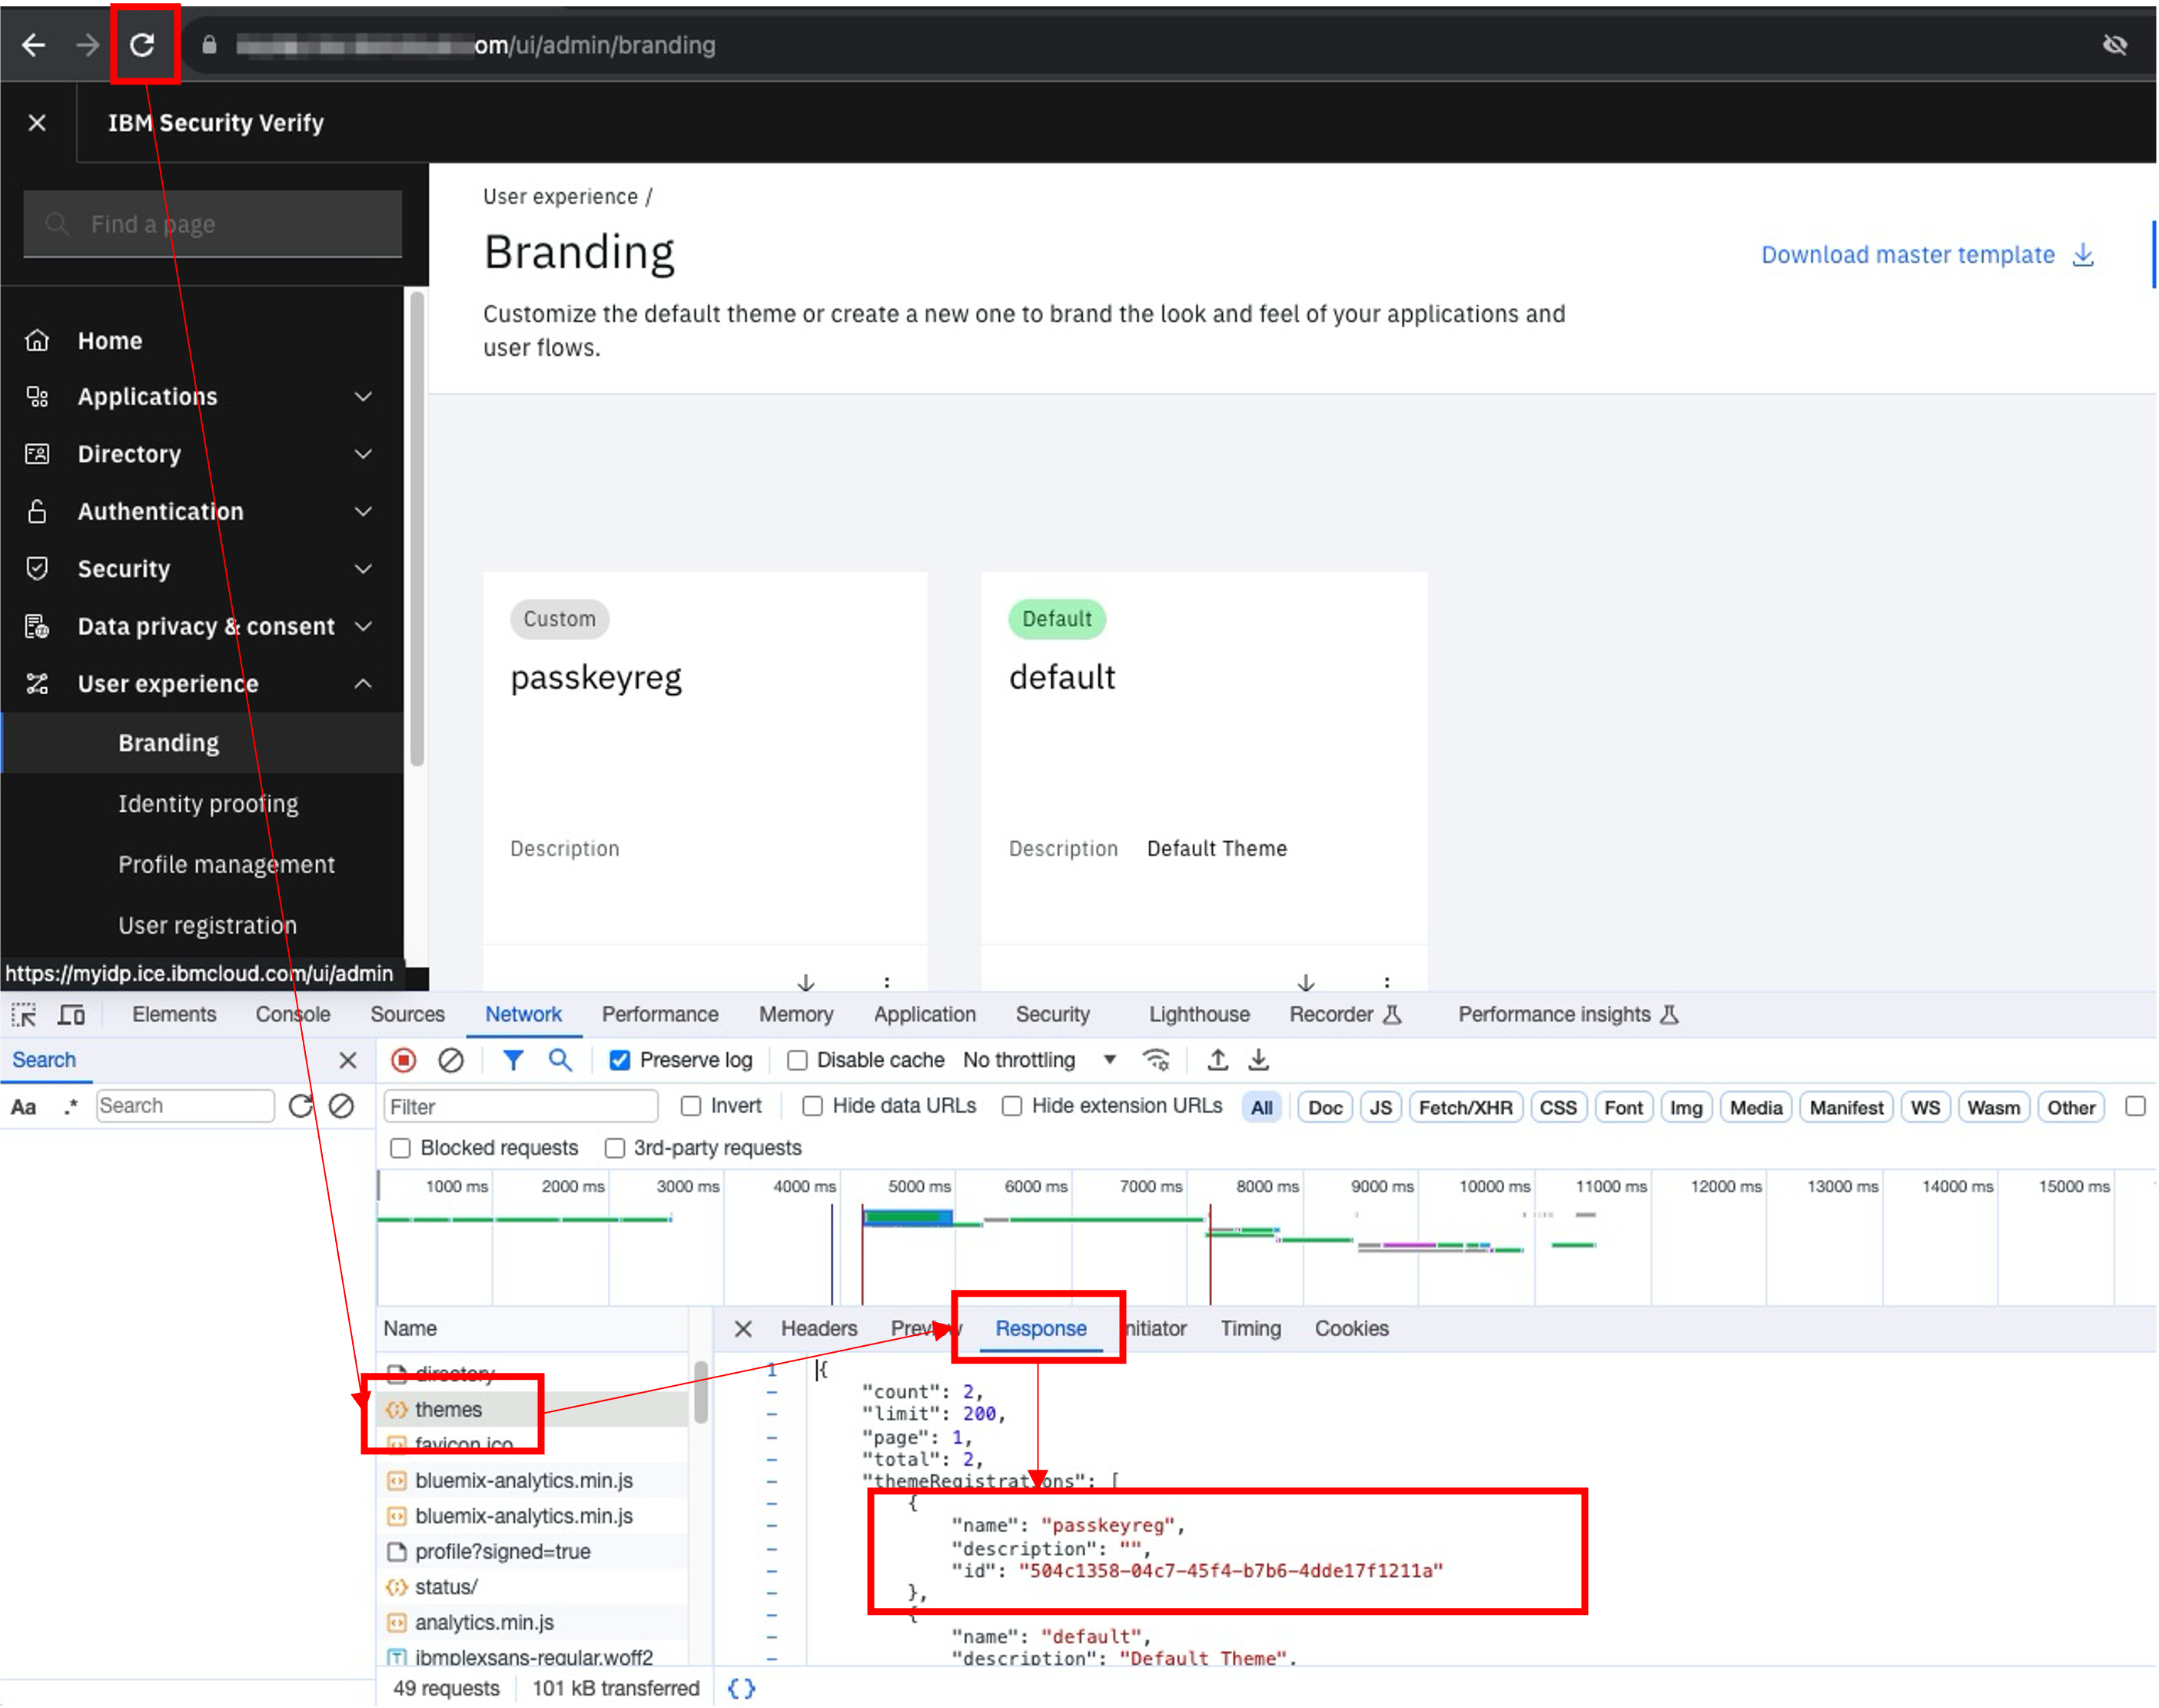 om/ui/admin/branding
IBM Security Verify
Find a page
Home
Applications
Directory
Authentication
Security
Data privacy & consent
User experience
Branding
Identity proofing
Profile management
User registration
https://myidp.ice.ibmcloud.com/ui/admin
User experience /
Branding
Download master template
Customize the default theme or create a new one to brand the look and feel of your applications and
user flows.
Custom
passkeyreg
Description
Default
default
Description Default Theme
Elements Console Sources Network Performance Memory Application Security Lighthouse Recorder Performance insights
Search
Preserve log Disable cache No throttling
Aa .* Search
Filter Invert Hide data URLs Hide extension URLs All Doc JS Fetch/XHR CSS Font Img Media Manifest WS Wasm Other
Blocked requests 3rd-party requests
1000 ms 2000 ms 3000 ms 4000 ms 5000 ms 6000 ms 7000 ms 8000 ms 9000 ms 10000 ms 11000 ms 12000 ms 13000 ms 14000 ms 15000 ms
Name
directory
themes
favicon.ico
bluemix-analytics.min.js
bluemix-analytics.min.js
profile?signed=true
status/
analytics.min.js
ibmplexsans-regular.woff2
49 requests 101 kB transferred
Headers Preview Response nitiator Timing Cookies
1 {
"count": 2,
"limit": 200,
"page": 1,
"total": 2,
"themeRegistrations": [
{
"name": "passkeyreg",
"description": "",
"id": "504c1358-04c7-45f4-b7b6-4dde17f1211a"
},
{
"name": "default",
"description": "Default Theme",
{}